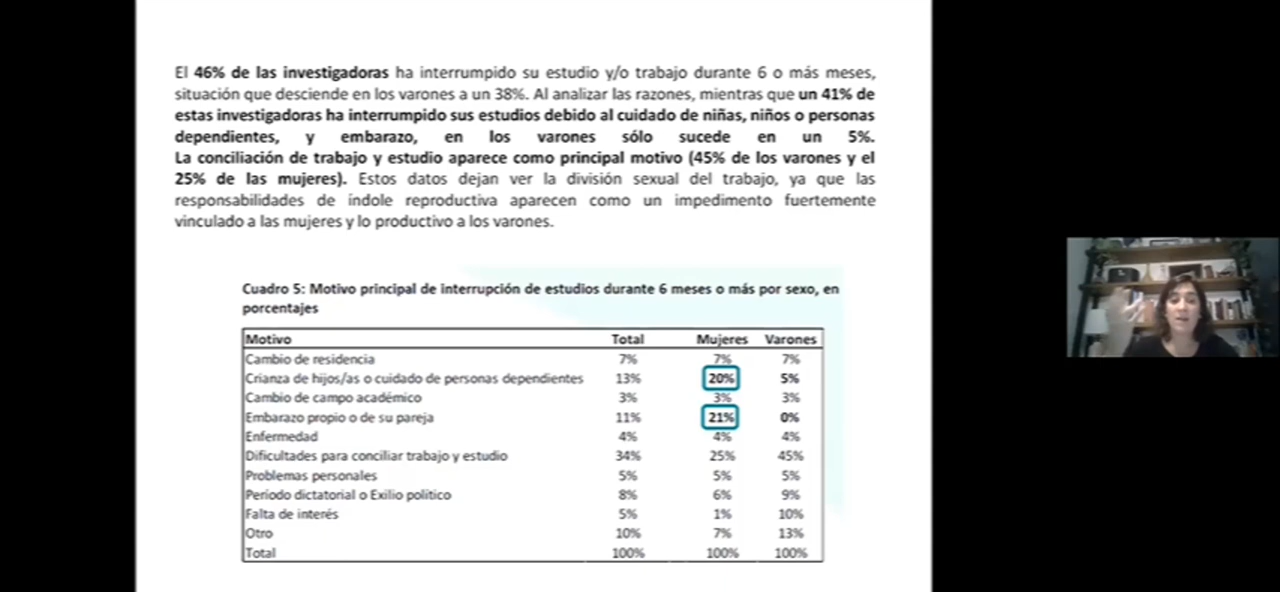 El 46% de las investigadoras ha interrumpido su estudio y/o trabajo durante 6 o más meses,
situación que desciende en los varones a un 38%. Al analizar las razones, mientras que un 41% de
estas investigadoras ha interrumpido sus estudios debido al cuidado de niñas, niños o personas
dependientes, y embarazo, en los varones sólo sucede en un 5%.
La conciliación de trabajo y estudio aparece como principal motivo (45% de los varones y el
25% de las mujeres). Estos datos dejan ver la división sexual del trabajo, ya que las
responsabilidades de índole reproductiva aparecen como un impedimento fuertemente
vinculado a las mujeres y lo productivo a los varones.
Cuadro 5: Motivo principal de interrupción de estudios durante 6 meses o más por sexo, en
porcentajes
Motivo Total Mujeres Varones
Cambio de residencia 7% 7% 7%
Crianza de hijos/as o cuidado de personas dependientes 13% 20% 5%
Cambio de campo académico 3% 3% 3%
Embarazo propio o de su pareja 11% 21% 0%
Enfermedad 4% 4% 4%
Dificultades para conciliar trabajo y estudio 34% 25% 45%
Problemas personales 5% 5% 5%
Período dictatorial o Exilio político 8% 6% 9%
Falta de interés 5% 1% 10%
Otro 10% 7% 13%
Total 100% 100% 100%